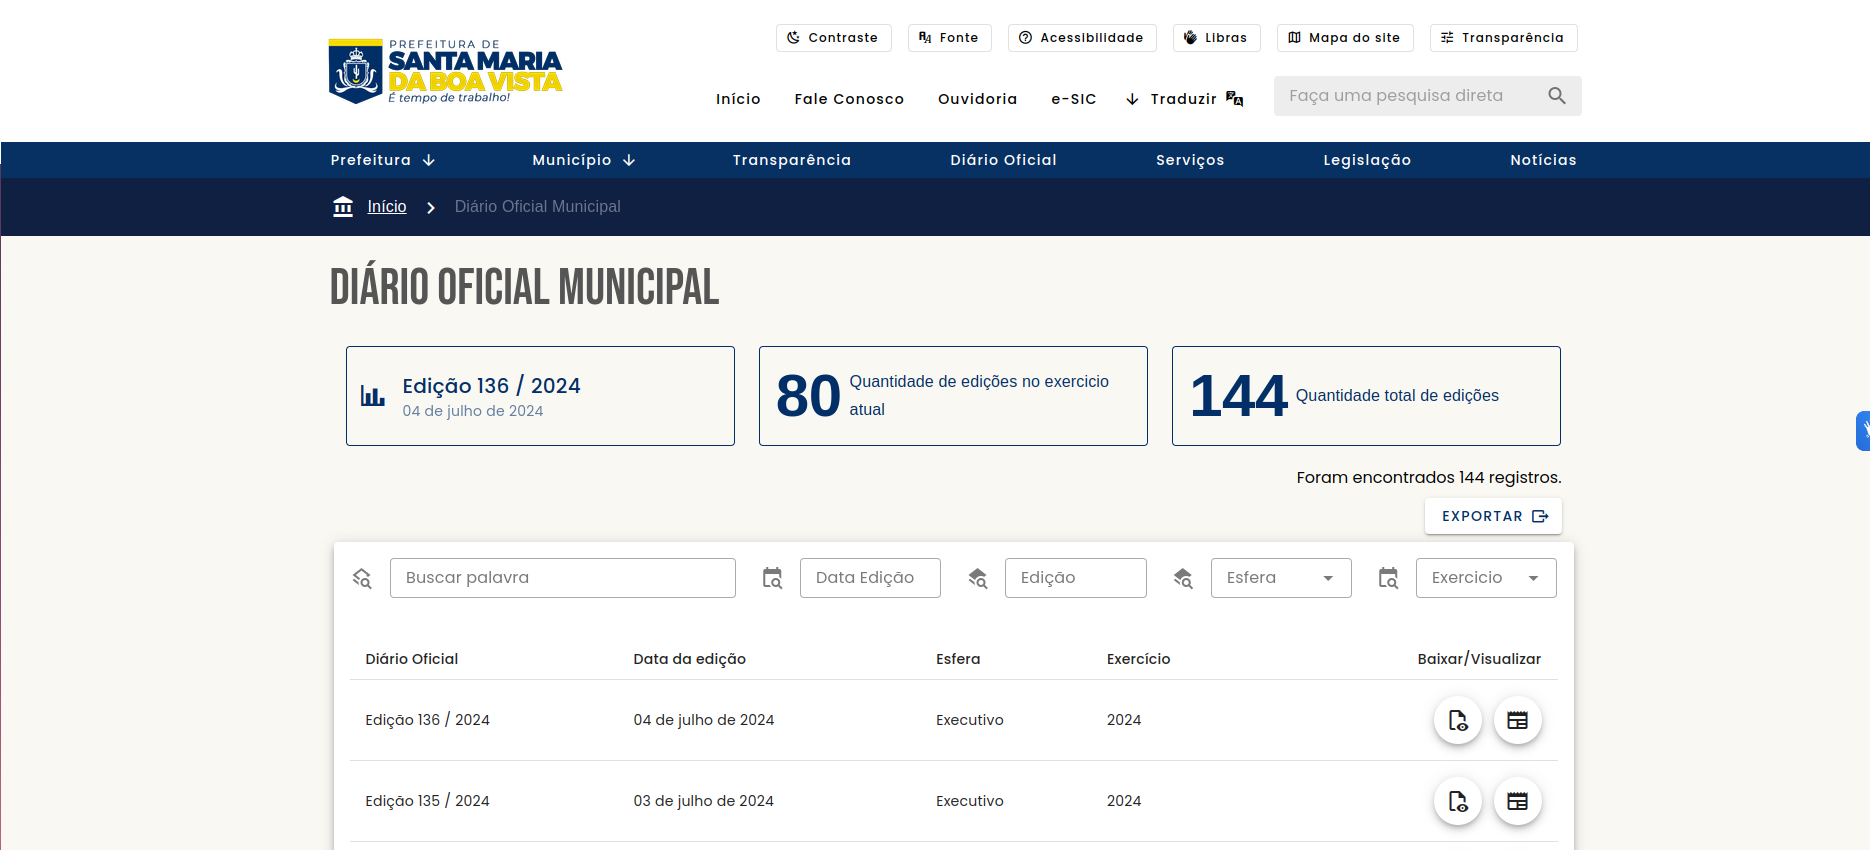 Contraste Fonte Acessibilidade Libras Mapa do site Transparência
PREFEITURA DE
SANTA MARIA
DA BOA VISTA
É tempo de trabalho!
Início Fale Conosco Ouvidoria e-SIC Traduzir Faça uma pesquisa direta
Prefeitura Município Transparência Diário Oficial Serviços Legislação Notícias
Início Diário Oficial Municipal
DIÁRIO OFICIAL MUNICIPAL
Edição 136 / 2024
04 de julho de 2024
80 Quantidade de edições no exercicio
atual
144 Quantidade total de edições
Foram encontrados 144 registros.
EXPORTAR
Buscar palavra Data Edição Edição Esfera Exercicio
Diário Oficial Data da edição Esfera Exercício Baixar/Visualizar
Edição 136 / 2024 04 de julho de 2024 Executivo 2024
Edição 135 / 2024 03 de julho de 2024 Executivo 2024